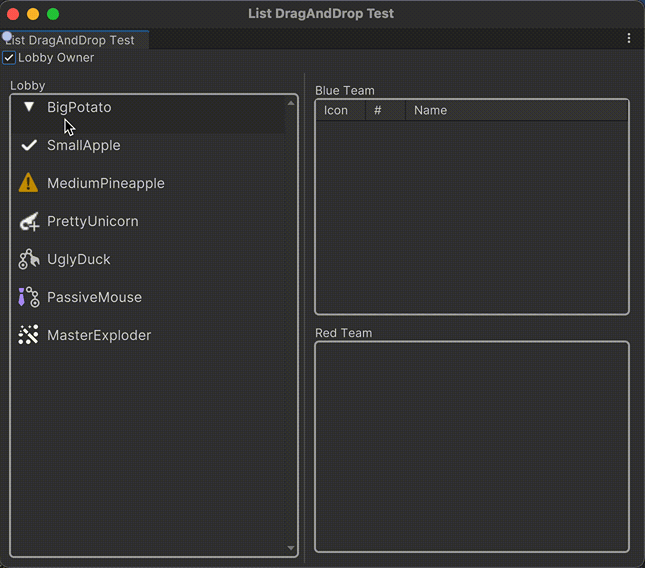 List DragAndDrop Test
List DragAndDrop Test
Lobby Owner
Lobby
BigPotato
SmallApple
MediumPineapple
PrettyUnicorn
UglyDuck
PassiveMouse
MasterExploder
Blue Team
Icon # Name
Red Team